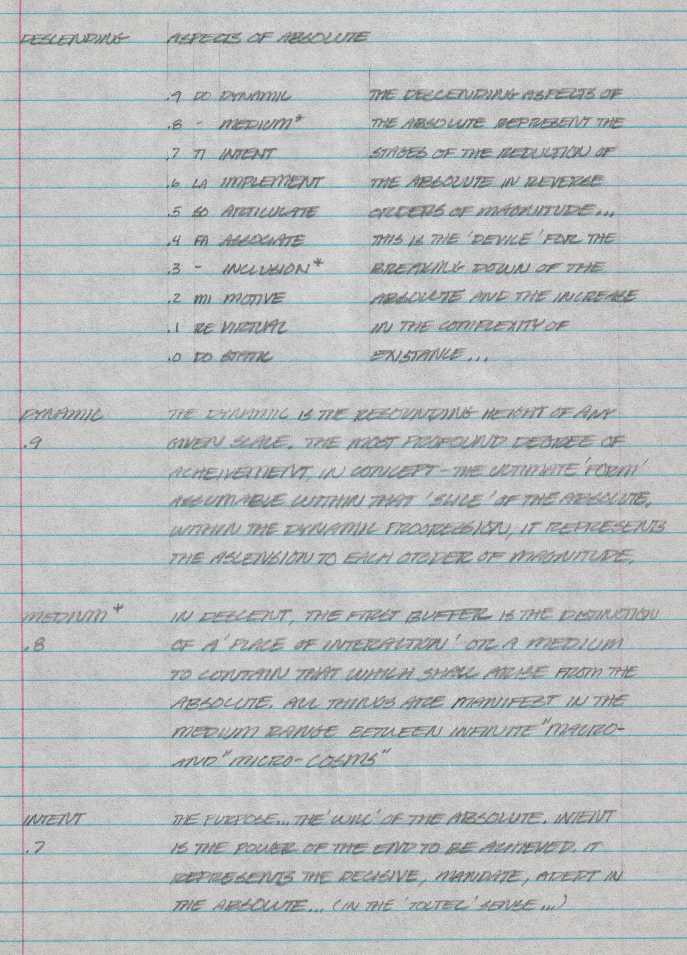 DESCENDING ASPECTS OF ABSOLUTE
.9 DO DYNAMIC THE DESCENDING ASPECTS OF
.8 - MEDIUM* THE ABSOLUTE REPRESENT THE
.7 TI INTENT STAGES OF THE REDUCTION OF
.6 LA IMPLEMENT THE ABSOLUTE IN REVERSE
.5 SO ARTICULATE ORDERS OF MAGNITUDE...
.4 FA ASSOCIATE THIS IS THE 'DEVICE' FOR THE
.3 - INCLUSION* BREAKING DOWN OF THE
.2 MI MOTIVE ABSOLUTE AND THE INCREASE
.1 RE VIRTUAL IN THE COMPLEXITY OF
.0 DO STATIC EXISTANCE...
DYNAMIC THE DYNAMIC IS THE RESOUNDING HEIGHT OF ANY
.9 GIVEN SCALE. THE MOST PROFOUND DEGREE OF
ACHEIVEMENT, IN CONCEPT - THE ULTIMATE 'FORM'
ASSUMABLE WITHIN THAT 'SLICE' OF THE ABSOLUTE.
WITHIN THE DYNAMIC PROGRESSION, IT REPRESENTS
THE ASCENSION TO EACH ORDER OF MAGNITUDE.
MEDIUM* IN DESCENT, THE FIRST BUFFER IS THE DISTINCTION
.8 OF A 'PLACE OF INTERACTION' OR A MEDIUM
TO CONTAIN THAT WHICH SHALL ARISE FROM THE
ABSOLUTE. ALL THINGS ARE MANIFEST IN THE
MEDIUM RANGE BETWEEN INFINITE "MACRO-
AND "MICRO-COSMS"
INTENT THE PURPOSE... THE 'WILL' OF THE ABSOLUTE. INTENT
.7 IS THE POWER OF THE END TO BE ACHIEVED. IT
REPRESENTS THE DECISIVE, MANDATE, ADEPT IN
THE ABSOLUTE... (IN THE 'TOLTEC' SENSE...)